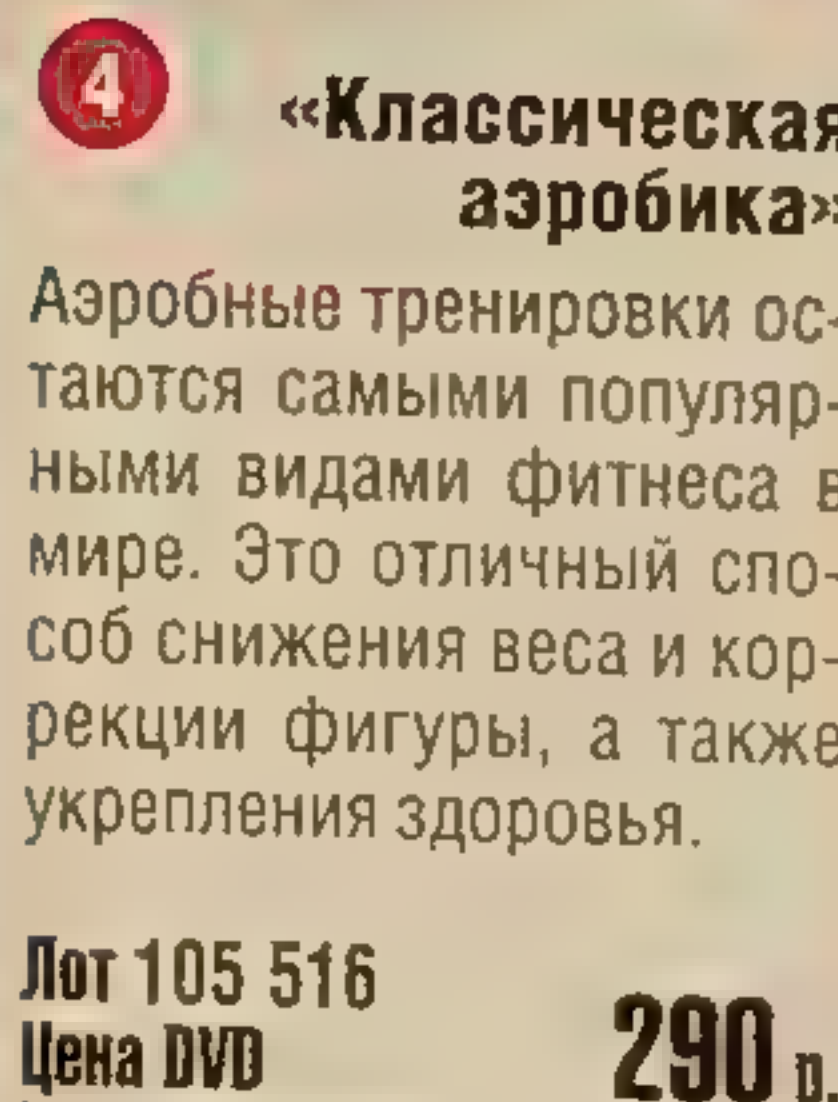 4
«Классическая
аэробика»
Аэробные тренировки ос-
таются самыми популяр-
ными видами фитнеса в
мире. Это отличный спо-
соб снижения веса и кор-
рекции фигуры, а также
укрепления здоровья.
Лот 105 516
Цена DVD
290 р.